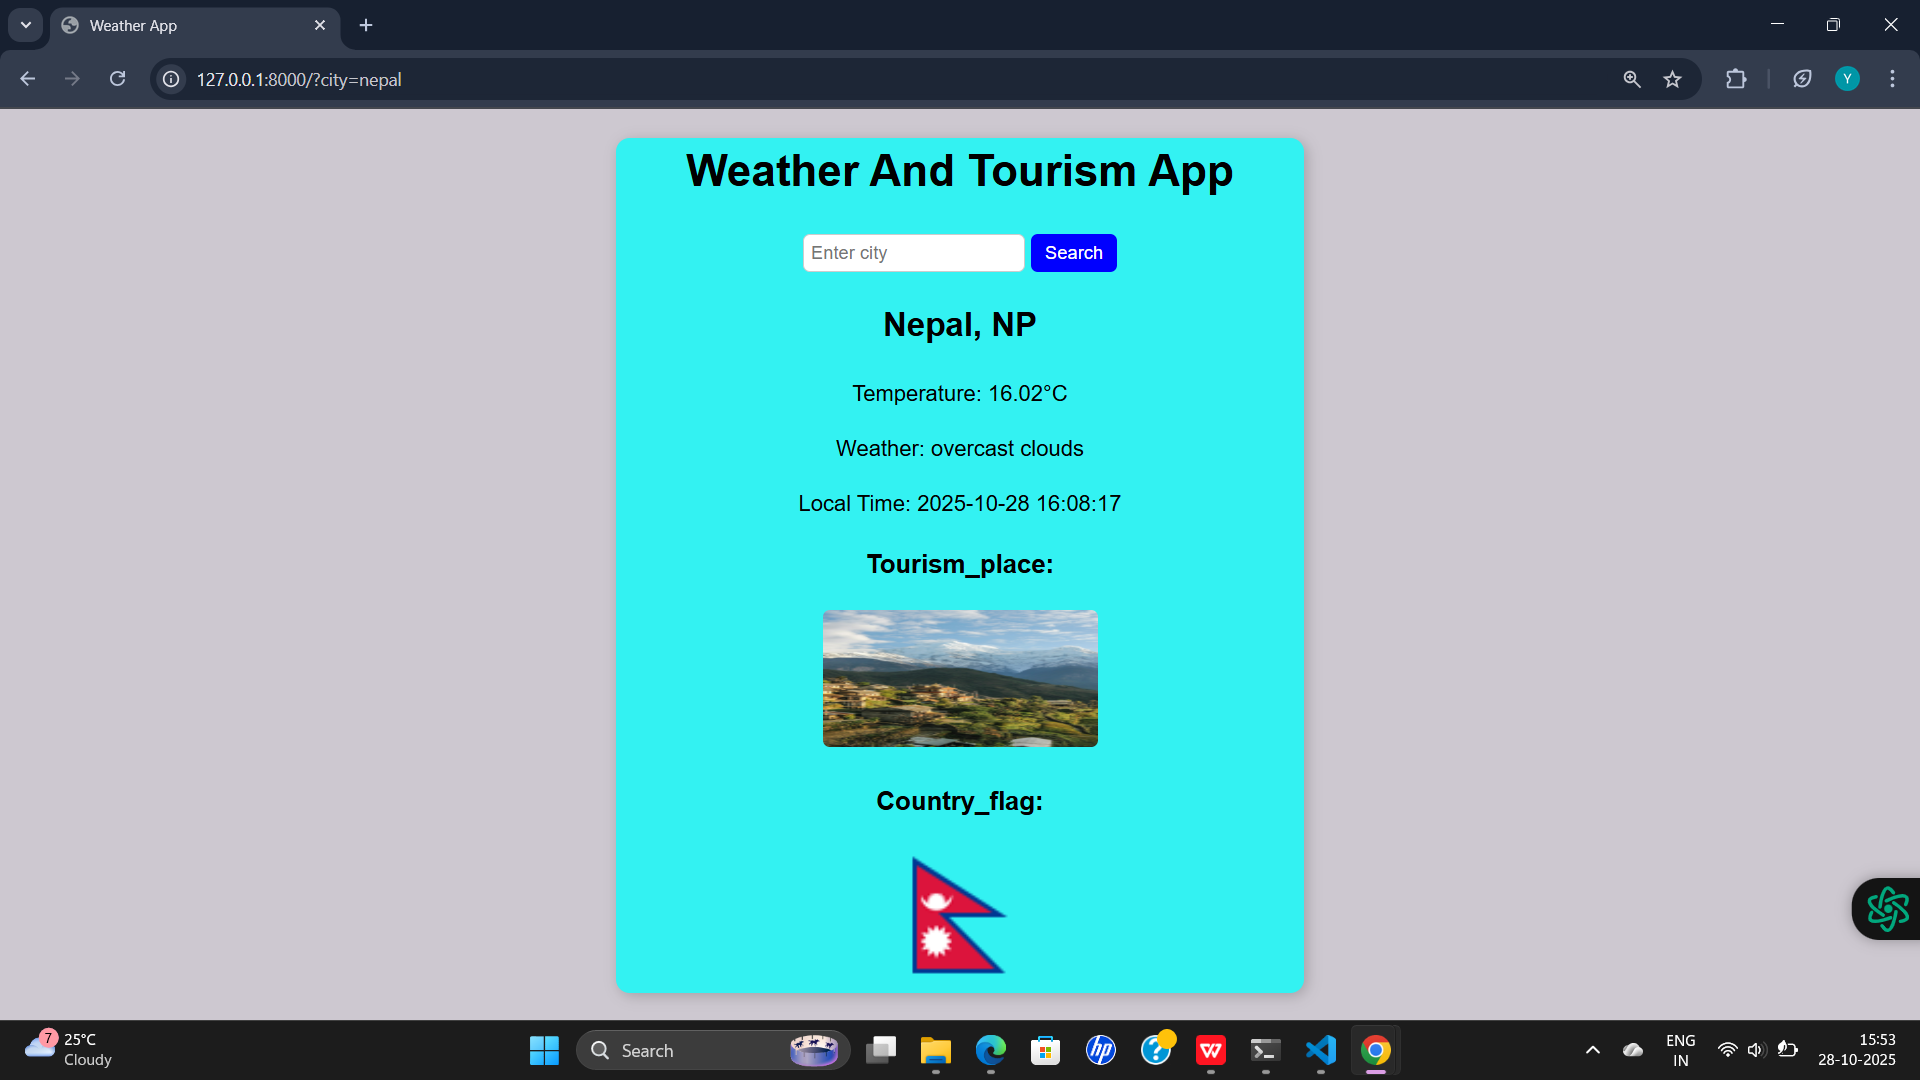 Weather App
127.0.0.1:8000/?city=nepal
Y
Weather And Tourism App
Enter city
Search
Nepal, NP
Temperature: 16.02°C
Weather: overcast clouds
Local Time: 2025-10-28 16:08:17
Tourism_place:
Country_flag:
7
25°C
Cloudy
Search
hp
?
W
ENG
IN
15:53
28-10-2025